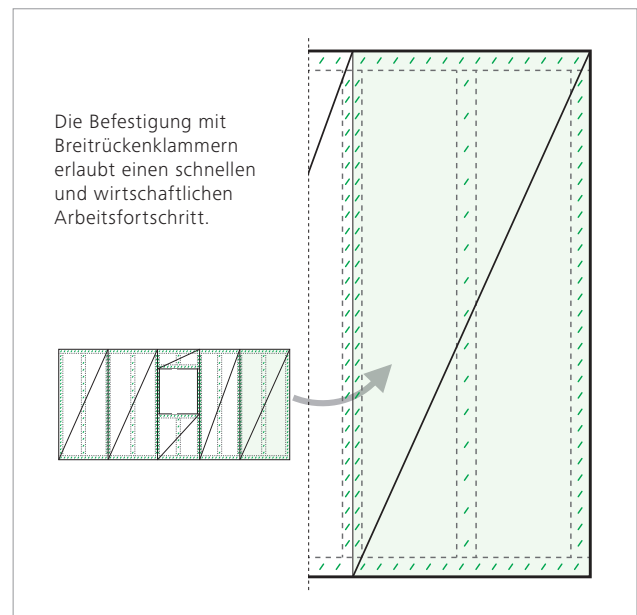 Die Befestigung mit
Breitrückenklammern
erlaubt einen schnellen
und wirtschaftlichen
Arbeitsfortschritt.